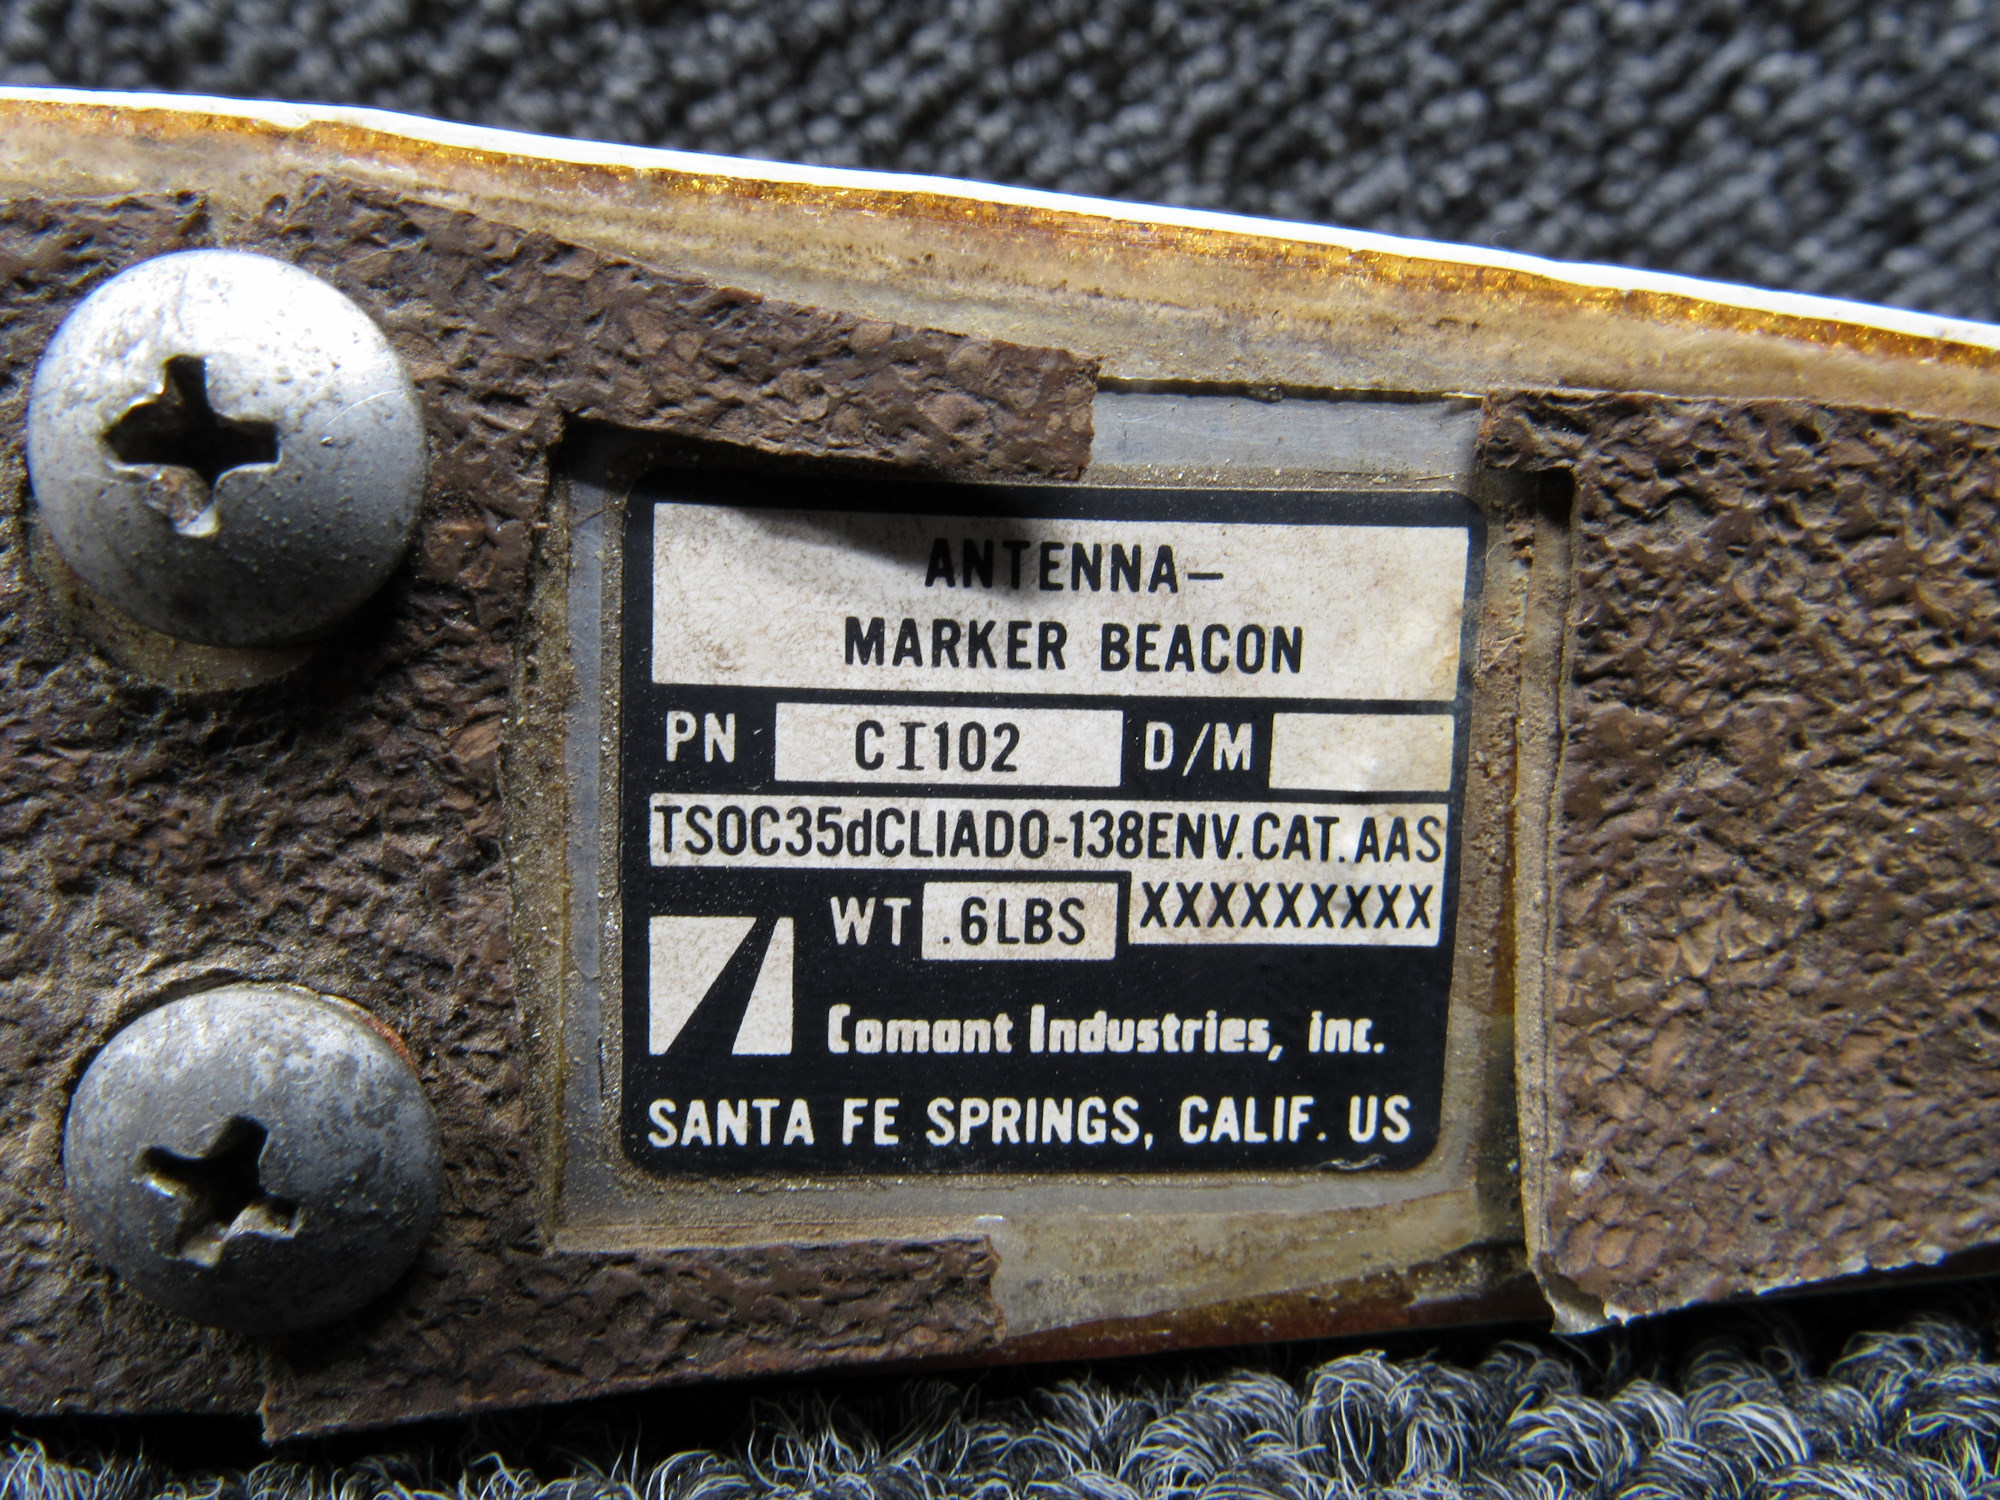 ANTENNA–
MARKER BEACON
PN CI102 D/M
TSOC35dCLIADO-138ENV.CAT.AAS
WT .6LBS XXXXXXXXX
Comant Industries, inc.
SANTA FE SPRINGS, CALIF. US